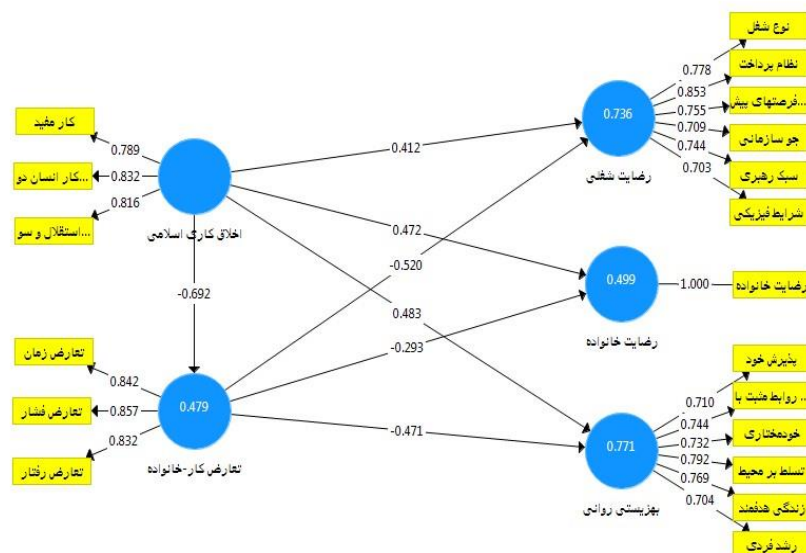 کار مفید
0.789
کار انسان دو...
0.832
استقلال و سو...
0.816
اخلاق کاری اسلامی
-0.692
تعارض زمان
0.842
تعارض فشار
0.857
تعارض رفتار
0.832
0.479
تعارض کار-خانواده
0.412
0.472
-0.520
0.483
-0.293
-0.471
0.736
رضایت شغلی
0.778
نوع شغل
0.853
نظام پرداخت
0.755
فرصتهای پیش...
0.709
جو سازمانی
0.744
سبک رهبری
0.703
شرایط فیزیکی
0.499
رضایت خانواده
1.000
رضایت خانواده
0.771
بهزیستی روانی
0.710
پذیرش خود
0.744
روابط مثبت با ...
0.732
خودمختاری
0.792
تسلط بر محیط
0.769
زندگی هدفمند
0.704
رشد فردی